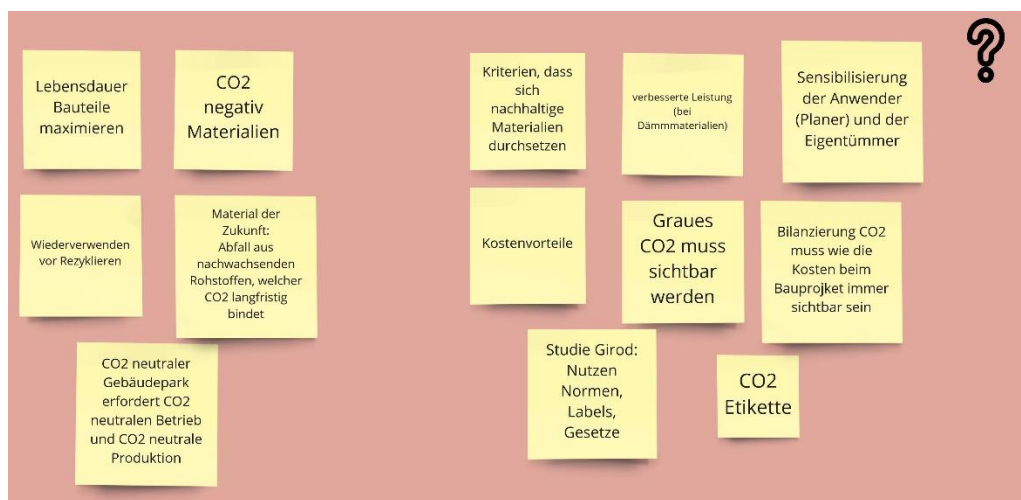 Lebensdauer
Bauteile
maximieren
CO2
negativ
Materialien
Wiederverwenden
vor Rezyklieren
Material der
Zukunft:
Abfall aus
nachwachsenden
Rohstoffen, welcher
CO2 langfristig
bindet
CO2 neutraler
Gebäudepark
erfordert CO2
neutralen Betrieb
und CO2 neutrale
Produktion
Kriterien, dass
sich
nachhaltige
Materialien
durchsetzen
verbesserte Leistung
(bei
Dämmmaterialien)
Sensibilisierung
der Anwender
(Planer) und der
Eigentümmer
Kostenvorteile
Graues
CO2 muss
sichtbar
werden
Bilanzierung CO2
muss wie die
Kosten beim
Bauprojket immer
sichtbar sein
Studie Girod:
Nutzen
Normen,
Labels,
Gesetze
CO2
Etikette
?